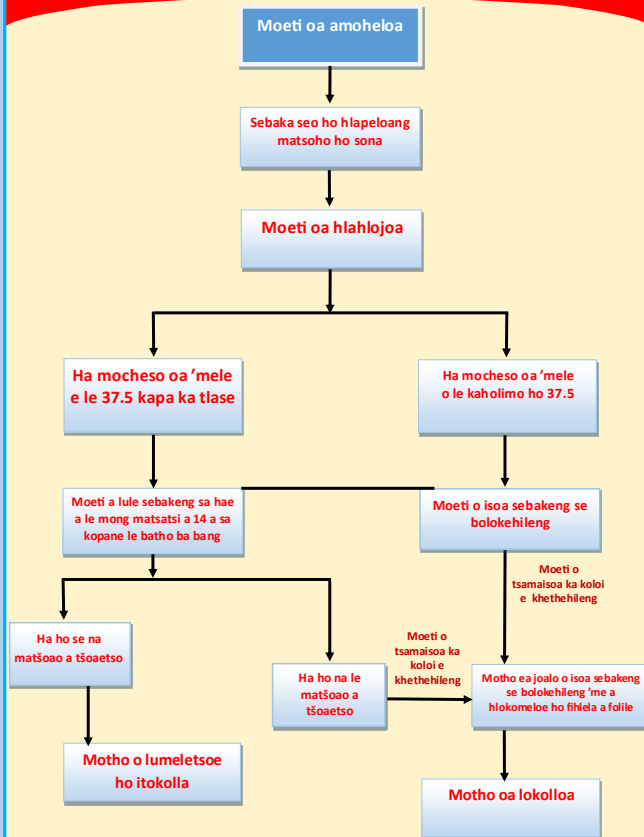 Moeti oa amoheloa
Sebaka seo ho hlapeloang
matsoho ho sona
Moeti oa hlahlojoa
Ha mocheso oa 'mele
e le 37.5 kapa ka tlase
Ha mocheso oa 'mele
o le kaholimo ho 37.5
Moeti a lule sebakeng sa hae
a le mong matsatsi a 14 a sa
kopane le batho ba bang
Moeti o isoa sebakeng se
bolokehileng
Moeti o
tsamaisoa ka koloi
e khethehileng
Ha ho se na
matšoao a tšoaetso
Moeti o
tsamaisoa ka
koloi e
khethehileng
Ha ho na le
matšoao a
tšoaetso
Motho ea joalo o isoa sebakeng
se bolokehileng 'me a
hlokomeloe ho fihlela a folile
Motho o lumeletsoe
ho itokolla
Motho oa lokolloa